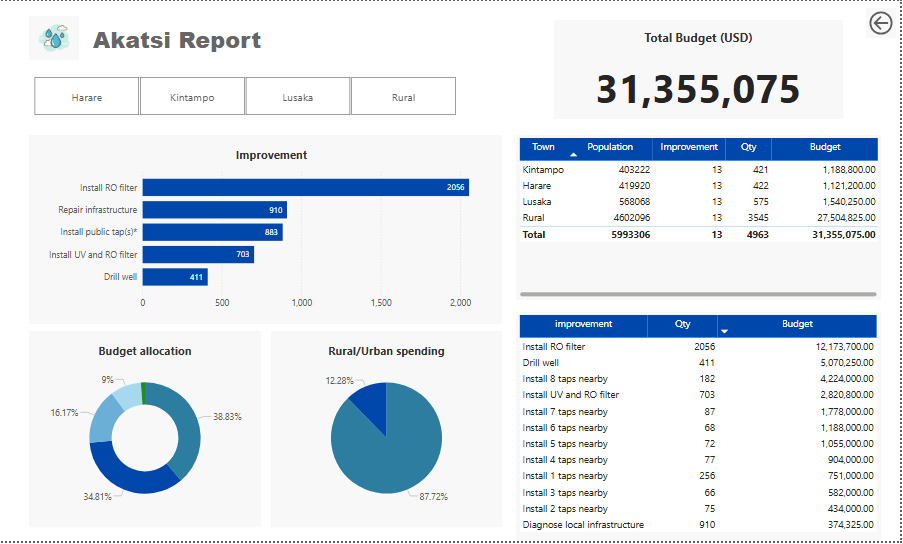 Akatsi Report
Total Budget (USD)
31,355,075
Harare Kintampo Lusaka Rural
Improvement
Install RO filter 2056
Repair infrastructure 910
Install public tap(s)* 883
Install UV and RO filter 703
Drill well 411
0 500 1,000 1,500 2,000
Town Population Improvement Qty Budget
Kintampo 403222 13 421 1,188,800.00
Harare 419920 13 422 1,121,200.00
Lusaka 568068 13 575 1,540,250.00
Rural 4602096 13 3545 27,504,825.00
Total 5993306 13 4963 31,355,075.00
Budget allocation
9%
16.17%
38.83%
34.81%
Rural/Urban spending
12.28%
87.72%
improvement Qty Budget
Install RO filter 2056 12,173,700.00
Drill well 411 5,070,250.00
Install 8 taps nearby 182 4,224,000.00
Install UV and RO filter 703 2,820,800.00
Install 7 taps nearby 87 1,778,000.00
Install 6 taps nearby 68 1,188,000.00
Install 5 taps nearby 72 1,055,000.00
Install 4 taps nearby 77 904,000.00
Install 1 taps nearby 256 751,000.00
Install 3 taps nearby 66 582,000.00
Install 2 taps nearby 75 434,000.00
Diagnose local infrastructure 910 374,325.00